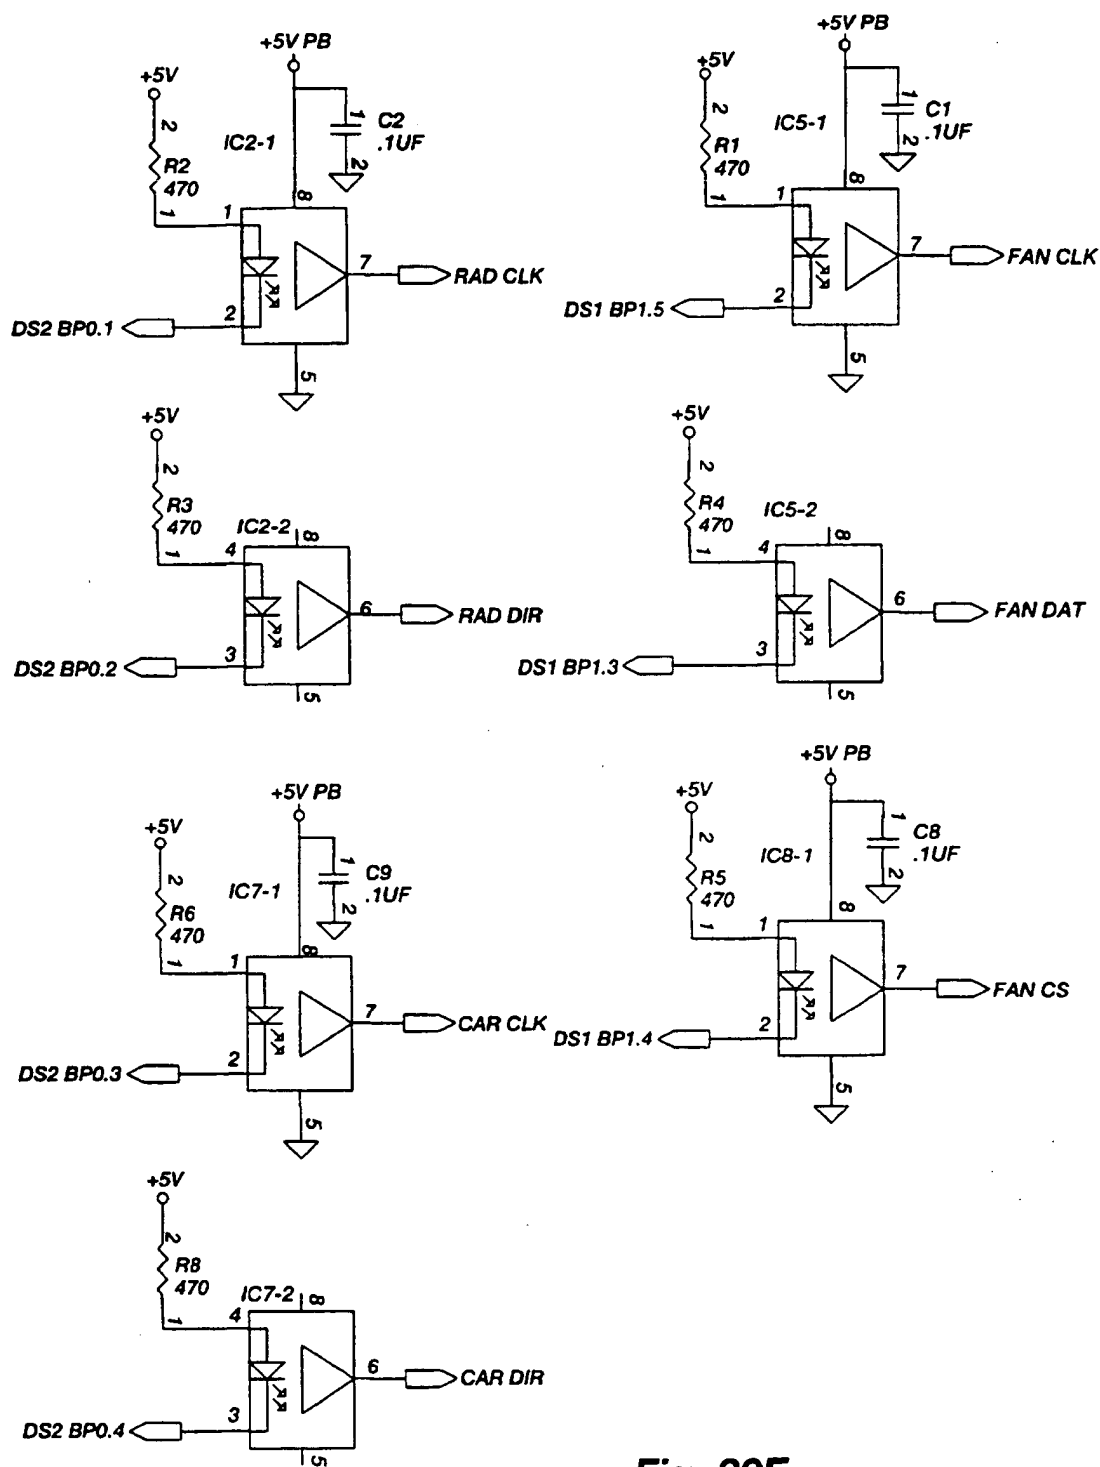 +5V PB
+5V
2
R2
470
1
IC2-1
1
C2
.1UF
2
8
1
7
RAD CLK
2
DS2 BP0.1
5
+5V PB
+5V
2
R1
470
1
IC5-1
1
C1
.1UF
2
8
1
7
FAN CLK
2
DS1 BP1.5
5
+5V
2
R3
470
1
IC2-2
8
4
6
RAD DIR
3
DS2 BP0.2
5
+5V
2
R4
470
1
IC5-2
8
4
6
FAN DAT
3
DS1 BP1.3
5
+5V PB
+5V
2
R6
470
1
IC7-1
1
C9
.1UF
2
8
1
7
CAR CLK
2
DS2 BP0.3
5
+5V PB
+5V
2
R5
470
1
IC8-1
1
C8
.1UF
2
8
1
7
FAN CS
2
DS1 BP1.4
5
+5V
2
R8
470
1
IC7-2
8
4
6
CAR DIR
3
DS2 BP0.4
5